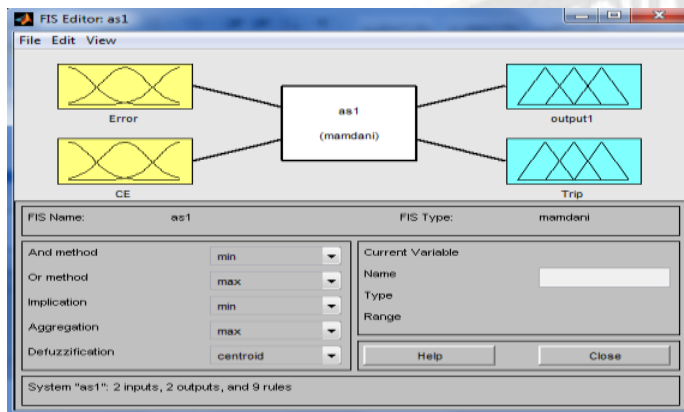 FIS Editor: as1
File Edit View
Error
as1
(mamdani)
output1
CE
Trip
FIS Name: as1
FIS Type: mamdani
And method min
Or method max
Implication min
Aggregation max
Defuzzification centroid
Current Variable
Name
Type
Range
Help
Close
System "as1": 2 inputs, 2 outputs, and 9 rules